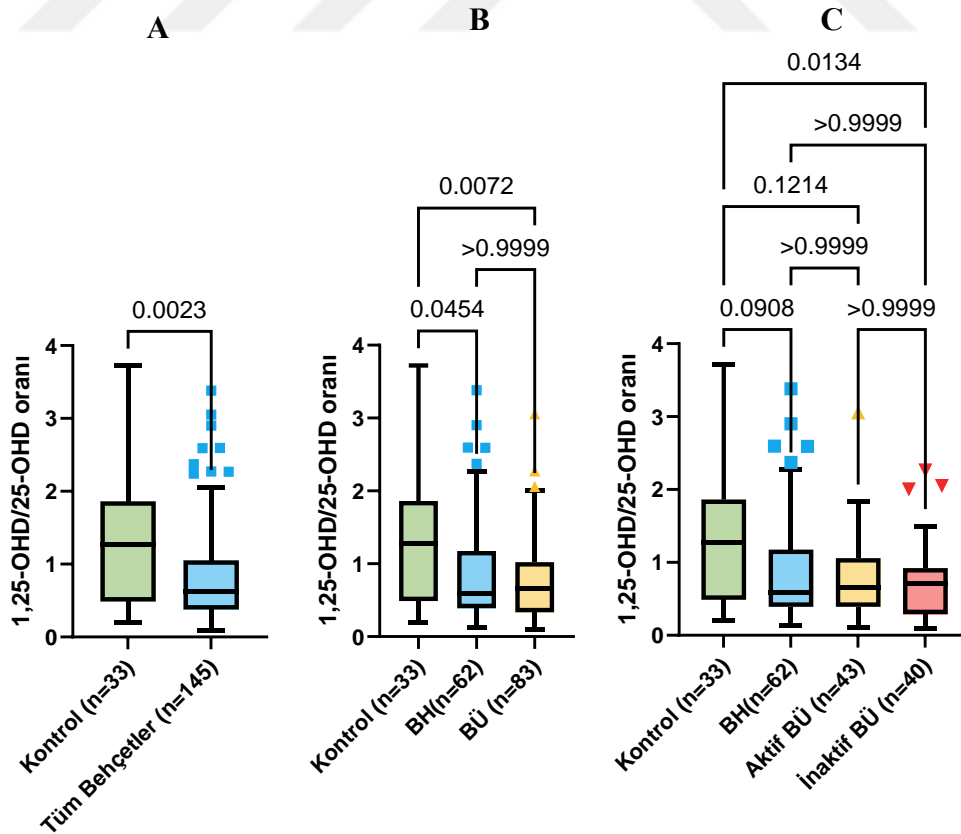 A
0.0023
1,25-OHD/25-OHD oranı
4
3
2
1
0
Kontrol (n=33)
Tüm Behçetler (n=145)
B
0.0072
>0.9999
0.0454
1,25-OHD/25-OHD oranı
4
3
2
1
0
Kontrol (n=33)
BH(n=62)
BÜ (n=83)
C
0.0134
>0.9999
0.1214
>0.9999
0.0908
>0.9999
1,25-OHD/25-OHD oranı
4
3
2
1
0
Kontrol (n=33)
BH(n=62)
Aktif BÜ (n=43)
İnaktif BÜ (n=40)